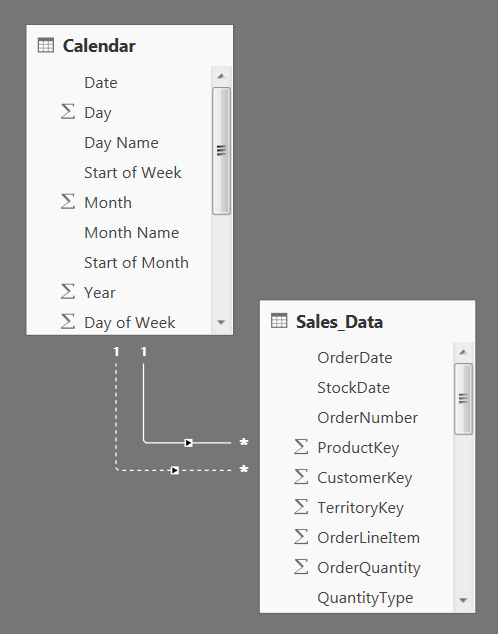 Calendar
Date
Day
Day Name
Start of Week
Month
Month Name
Start of Month
Year
Day of Week
1 1
Sales_Data
OrderDate
StockDate
OrderNumber
ProductKey
CustomerKey
TerritoryKey
OrderLineItem
OrderQuantity
QuantityType
*
*